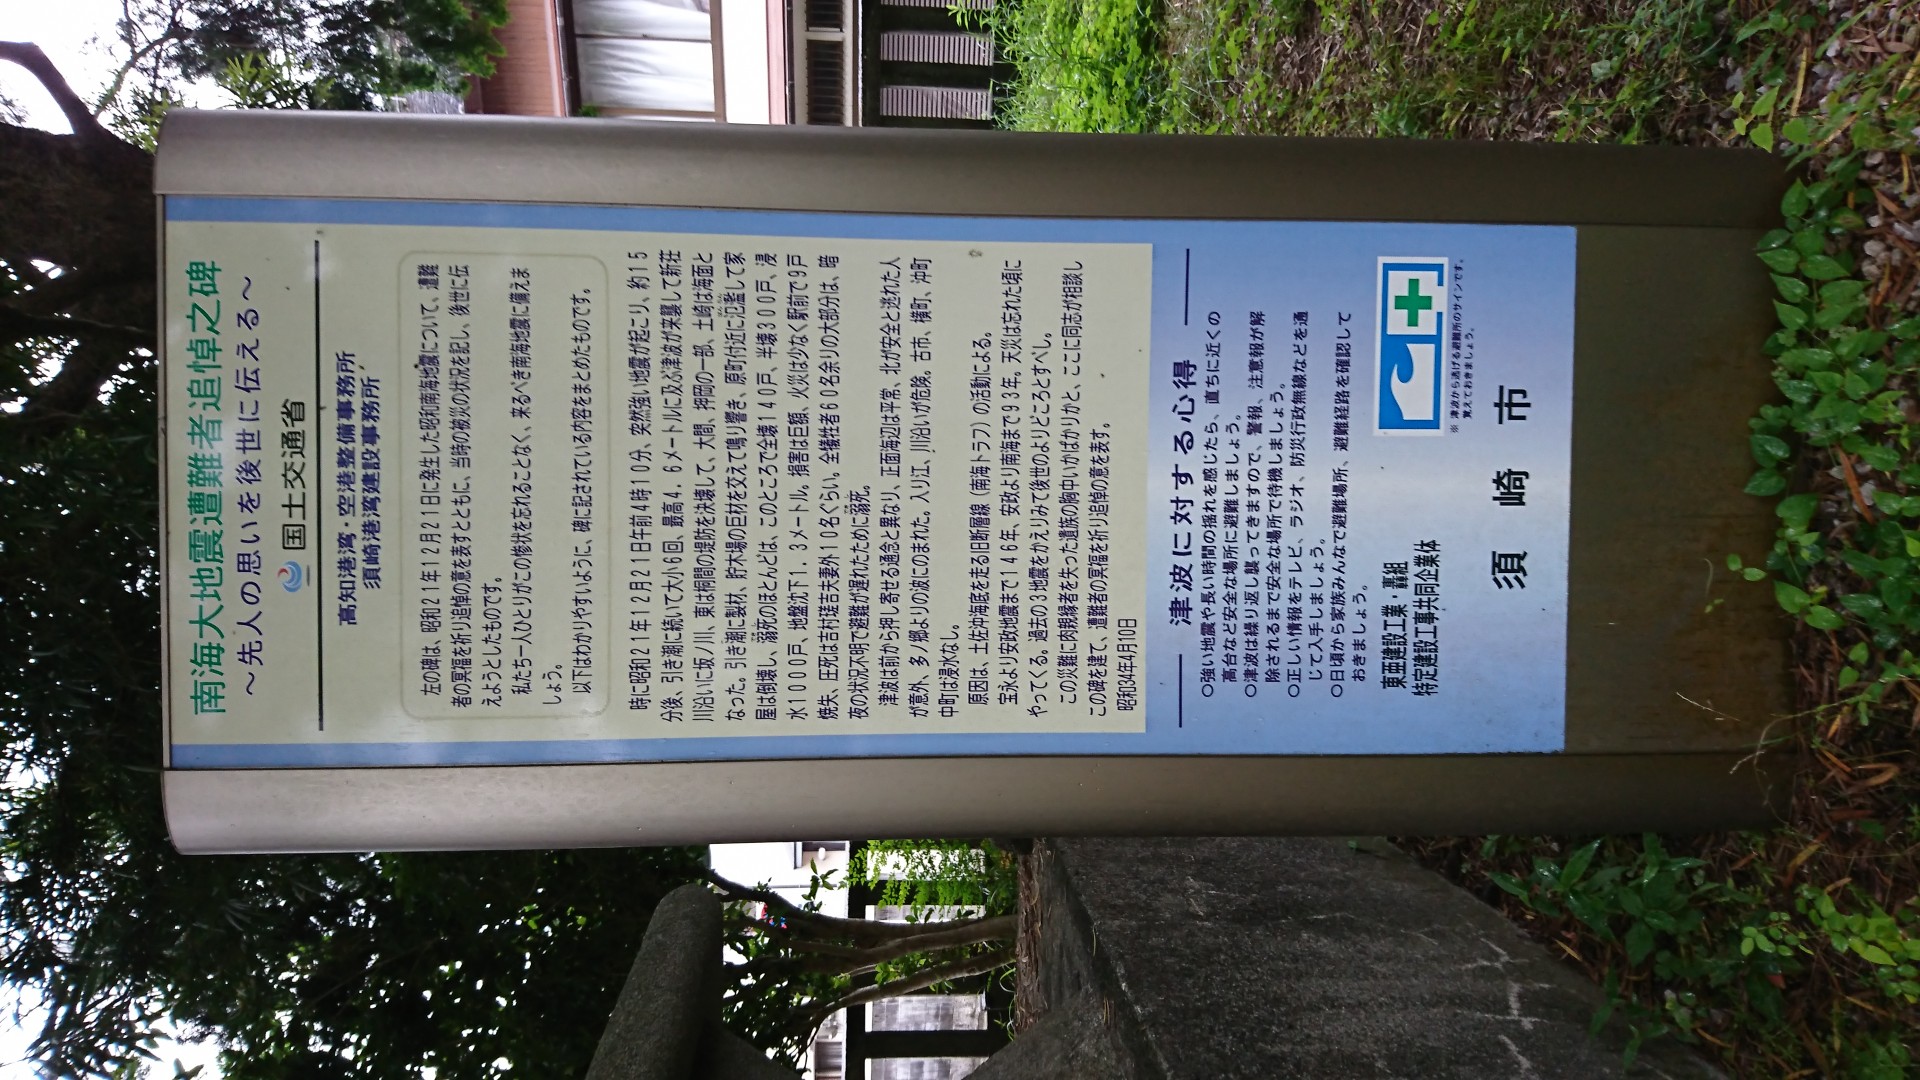 南海大地震遭難者追悼之碑
～先人の思いを後世に伝える～
国土交通省
高知港湾・空港整備事務所
須崎港湾建設事務所
左の碑は、昭和21年12月21日に発生した昭和南海地震について、遭難
者の冥福を祈り追悼の意を表すとともに、当時の被災の状況を記し、後世に伝
えようとしたものです。
私たち一人ひとりがこの惨状を忘れることなく、来るべき南海地震に備えま
しょう。
以下はわかりやすいように、碑に記されている内容をまとめたものです。
時に昭和21年12月21日午前4時10分、突然強い地震が起こり、約15
分後、引き潮に続いて大小6回、最高4.6メートルに及ぶ津波が来襲して新荘
川沿いに坂ノ川、東は桐間の堤防を決壊して、大間、押岡の一部、土崎は海面と
なった。引き潮に製材、貯木場の巨材を交えて鳴り響き、原町付近に氾濫して家
屋は倒壊し、溺死のほとんどは、このところで全壊140戸、半壊300戸、浸
水1000戸、地盤沈下1.3メートル。損害は巨額、火災は少なく駅前で9戸
焼失、圧死は吉村瑳吉妻外10名ぐらい。全犠牲者60名余りの大部分は、暗
夜の状況不明で避難が遅れたために溺死。
津波は前から押し寄せる通念と異なり、正面海辺は平常、北が安全と逃れた人
が意外、多ノ郷よりの波にのまれた。入り江、川沿いが危険。古市、横町、沖町
中町は浸水なし。
原因は、土佐沖海底を走る旧断層線（南海トラフ）の活動による。
宝永より安政地震まで146年、安政より南海まで93年。天災は忘れた頃に
やってくる。過去の3地震をかえりみて後世のよりどころとすべし。
この災難に肉親縁者を失った遺族の胸中いかばかりかと、ここに同志が相談し
この碑を建て、遭難者の冥福を祈り追悼の意を表す。
昭和34年4月10日
津波に対する心得
○強い地震や長い時間の揺れを感じたら、直ちに近くの
高台など安全な場所に避難しましょう。
○津波は繰り返し襲ってきますので、警報、注意報が解
除されるまで安全な場所で待機しましょう。
○正しい情報をテレビ、ラジオ、防災行政無線などを通
じて入手しましょう。
○日頃から家族みんなで避難場所、避難経路を確認して
おきましょう。
※津波から逃げる避難所のサインです。
覚えておきましょう。
東亜建設工業・轟組
特定建設工事共同企業体
須崎市